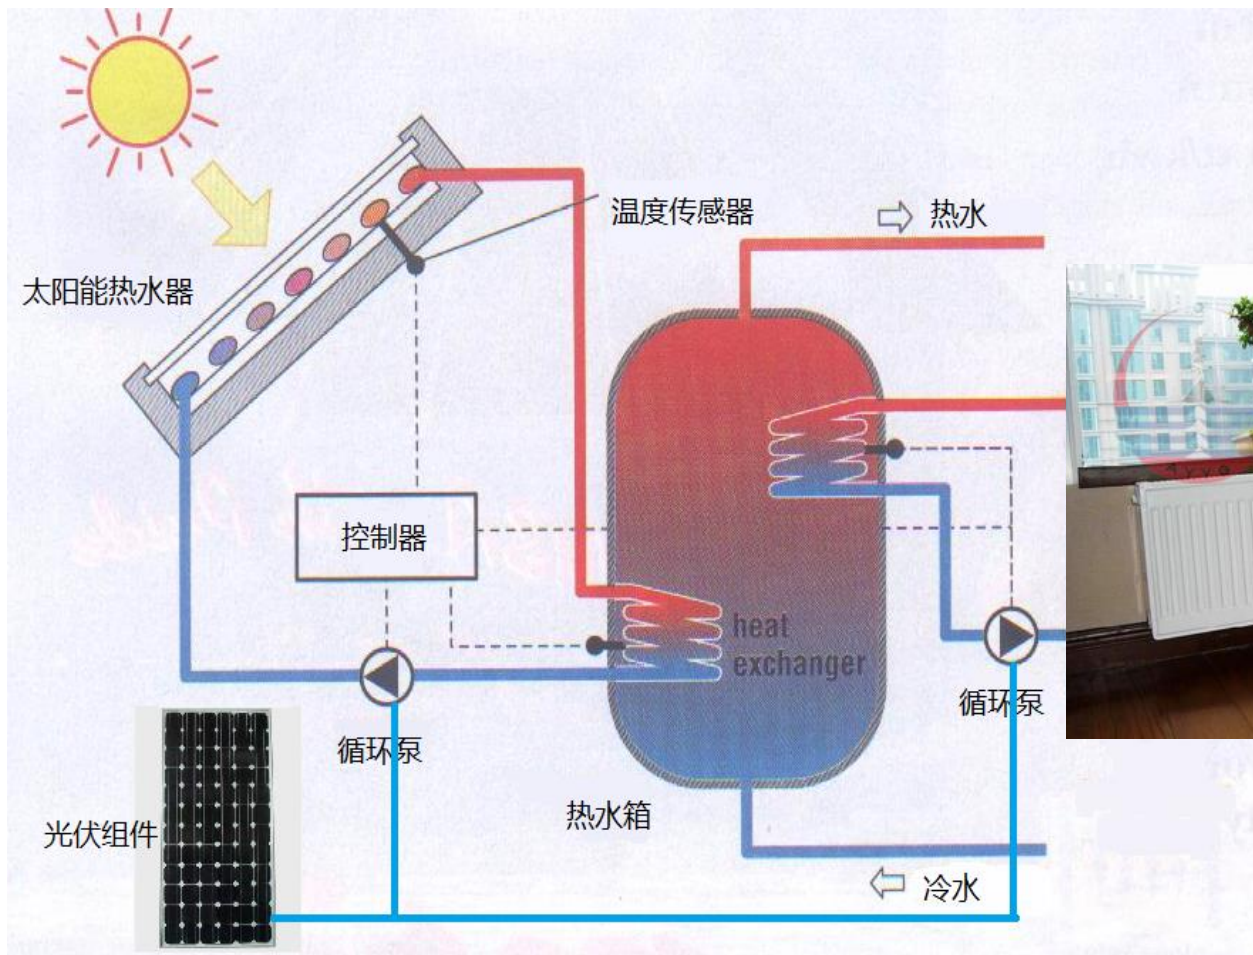 温度传感器
热水
太阳能热水器
控制器
heat
exchanger
循环泵
循环泵
热水箱
光伏组件
冷水